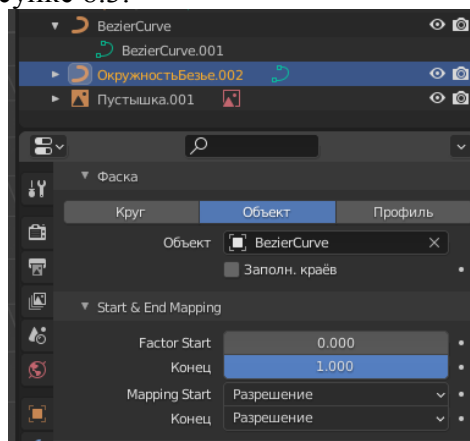 BezierCurve
BezierCurve.001
ОкружностьБезье.002
Пустышка.001
Фаска
Круг Объект Профиль
Объект BezierCurve
Заполн. краёв
Start & End Mapping
Factor Start 0.000
Конец 1.000
Mapping Start Разрешение
Конец Разрешение